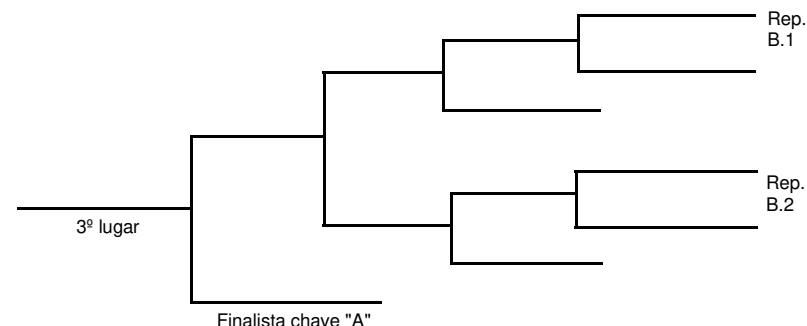 Rep.
B.1
Rep.
B.2
3º lugar
Finalista chave "A"